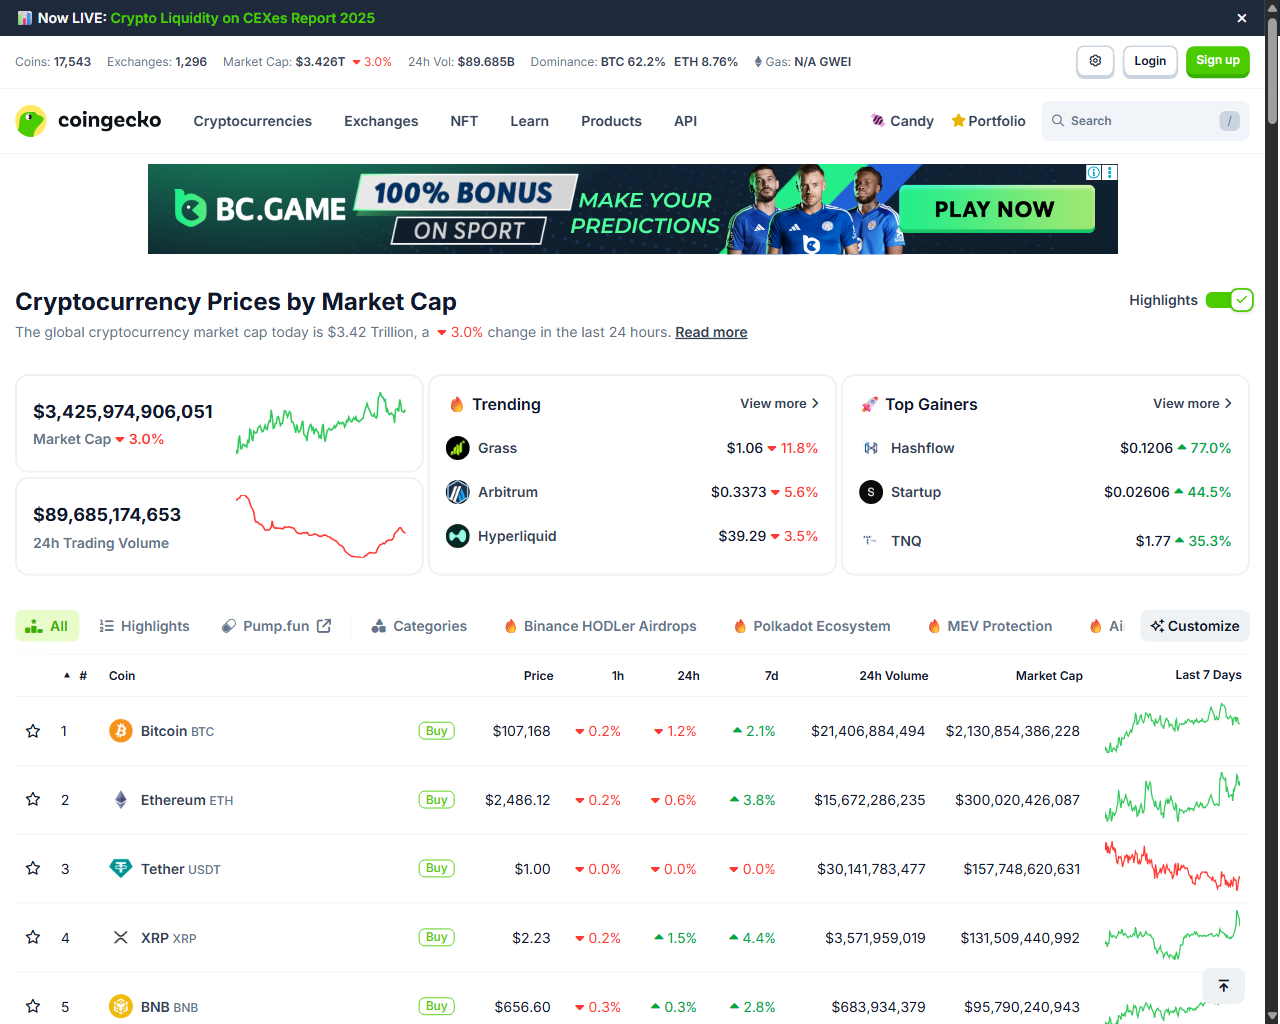 Now LIVE: Crypto Liquidity on CEXes Report 2025
Coins: 17,543 Exchanges: 1,296 Market Cap: $3.426T 3.0% 24h Vol: $89.685B Dominance: BTC 62.2% ETH 8.76% Gas: N/A GWEI
Login
Sign up
coingecko
Cryptocurrencies Exchanges NFT Learn Products API
Candy Portfolio Search /
BC.GAME
100% BONUS
ON SPORT
MAKE YOUR
PREDICTIONS
PLAY NOW
Cryptocurrency Prices by Market Cap
Highlights
The global cryptocurrency market cap today is $3.42 Trillion, a 3.0% change in the last 24 hours. Read more
$3,425,974,906,051
Market Cap 3.0%
$89,685,174,653
24h Trading Volume
Trending View more
Grass $1.06 11.8%
Arbitrum $0.3373 5.6%
Hyperliquid $39.29 3.5%
Top Gainers View more
Hashflow $0.1206 77.0%
S Startup $0.02606 44.5%
TNQ $1.77 35.3%
All Highlights Pump.fun Categories Binance HODLer Airdrops Polkadot Ecosystem MEV Protection Ai Customize
# Coin Price 1h 24h 7d 24h Volume Market Cap Last 7 Days
1 Bitcoin BTC Buy $107,168 0.2% 1.2% 2.1% $21,406,884,494 $2,130,854,386,228
2 Ethereum ETH Buy $2,486.12 0.2% 0.6% 3.8% $15,672,286,235 $300,020,426,087
3 Tether USDT Buy $1.00 0.0% 0.0% 0.0% $30,141,783,477 $157,748,620,631
4 XRP XRP Buy $2.23 0.2% 1.5% 4.4% $3,571,959,019 $131,509,440,992
5 BNB BNB Buy $656.60 0.3% 0.3% 2.8% $683,934,379 $95,790,240,943